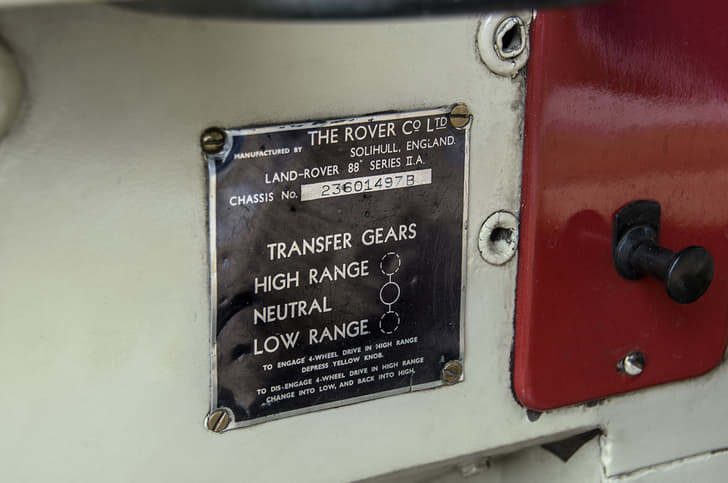 MANUFACTURED BY THE ROVER Cº LTD
SOLIHULL, ENGLAND.
LAND-ROVER 88" SERIES II.A.
CHASSIS No. 23601497B
TRANSFER GEARS
HIGH RANGE
NEUTRAL
LOW RANGE
TO ENGAGE 4-WHEEL DRIVE IN HIGH RANGE
DEPRESS YELLOW KNOB.
TO DIS-ENGAGE 4-WHEEL DRIVE IN HIGH RANGE
CHANGE INTO LOW, AND BACK INTO HIGH.